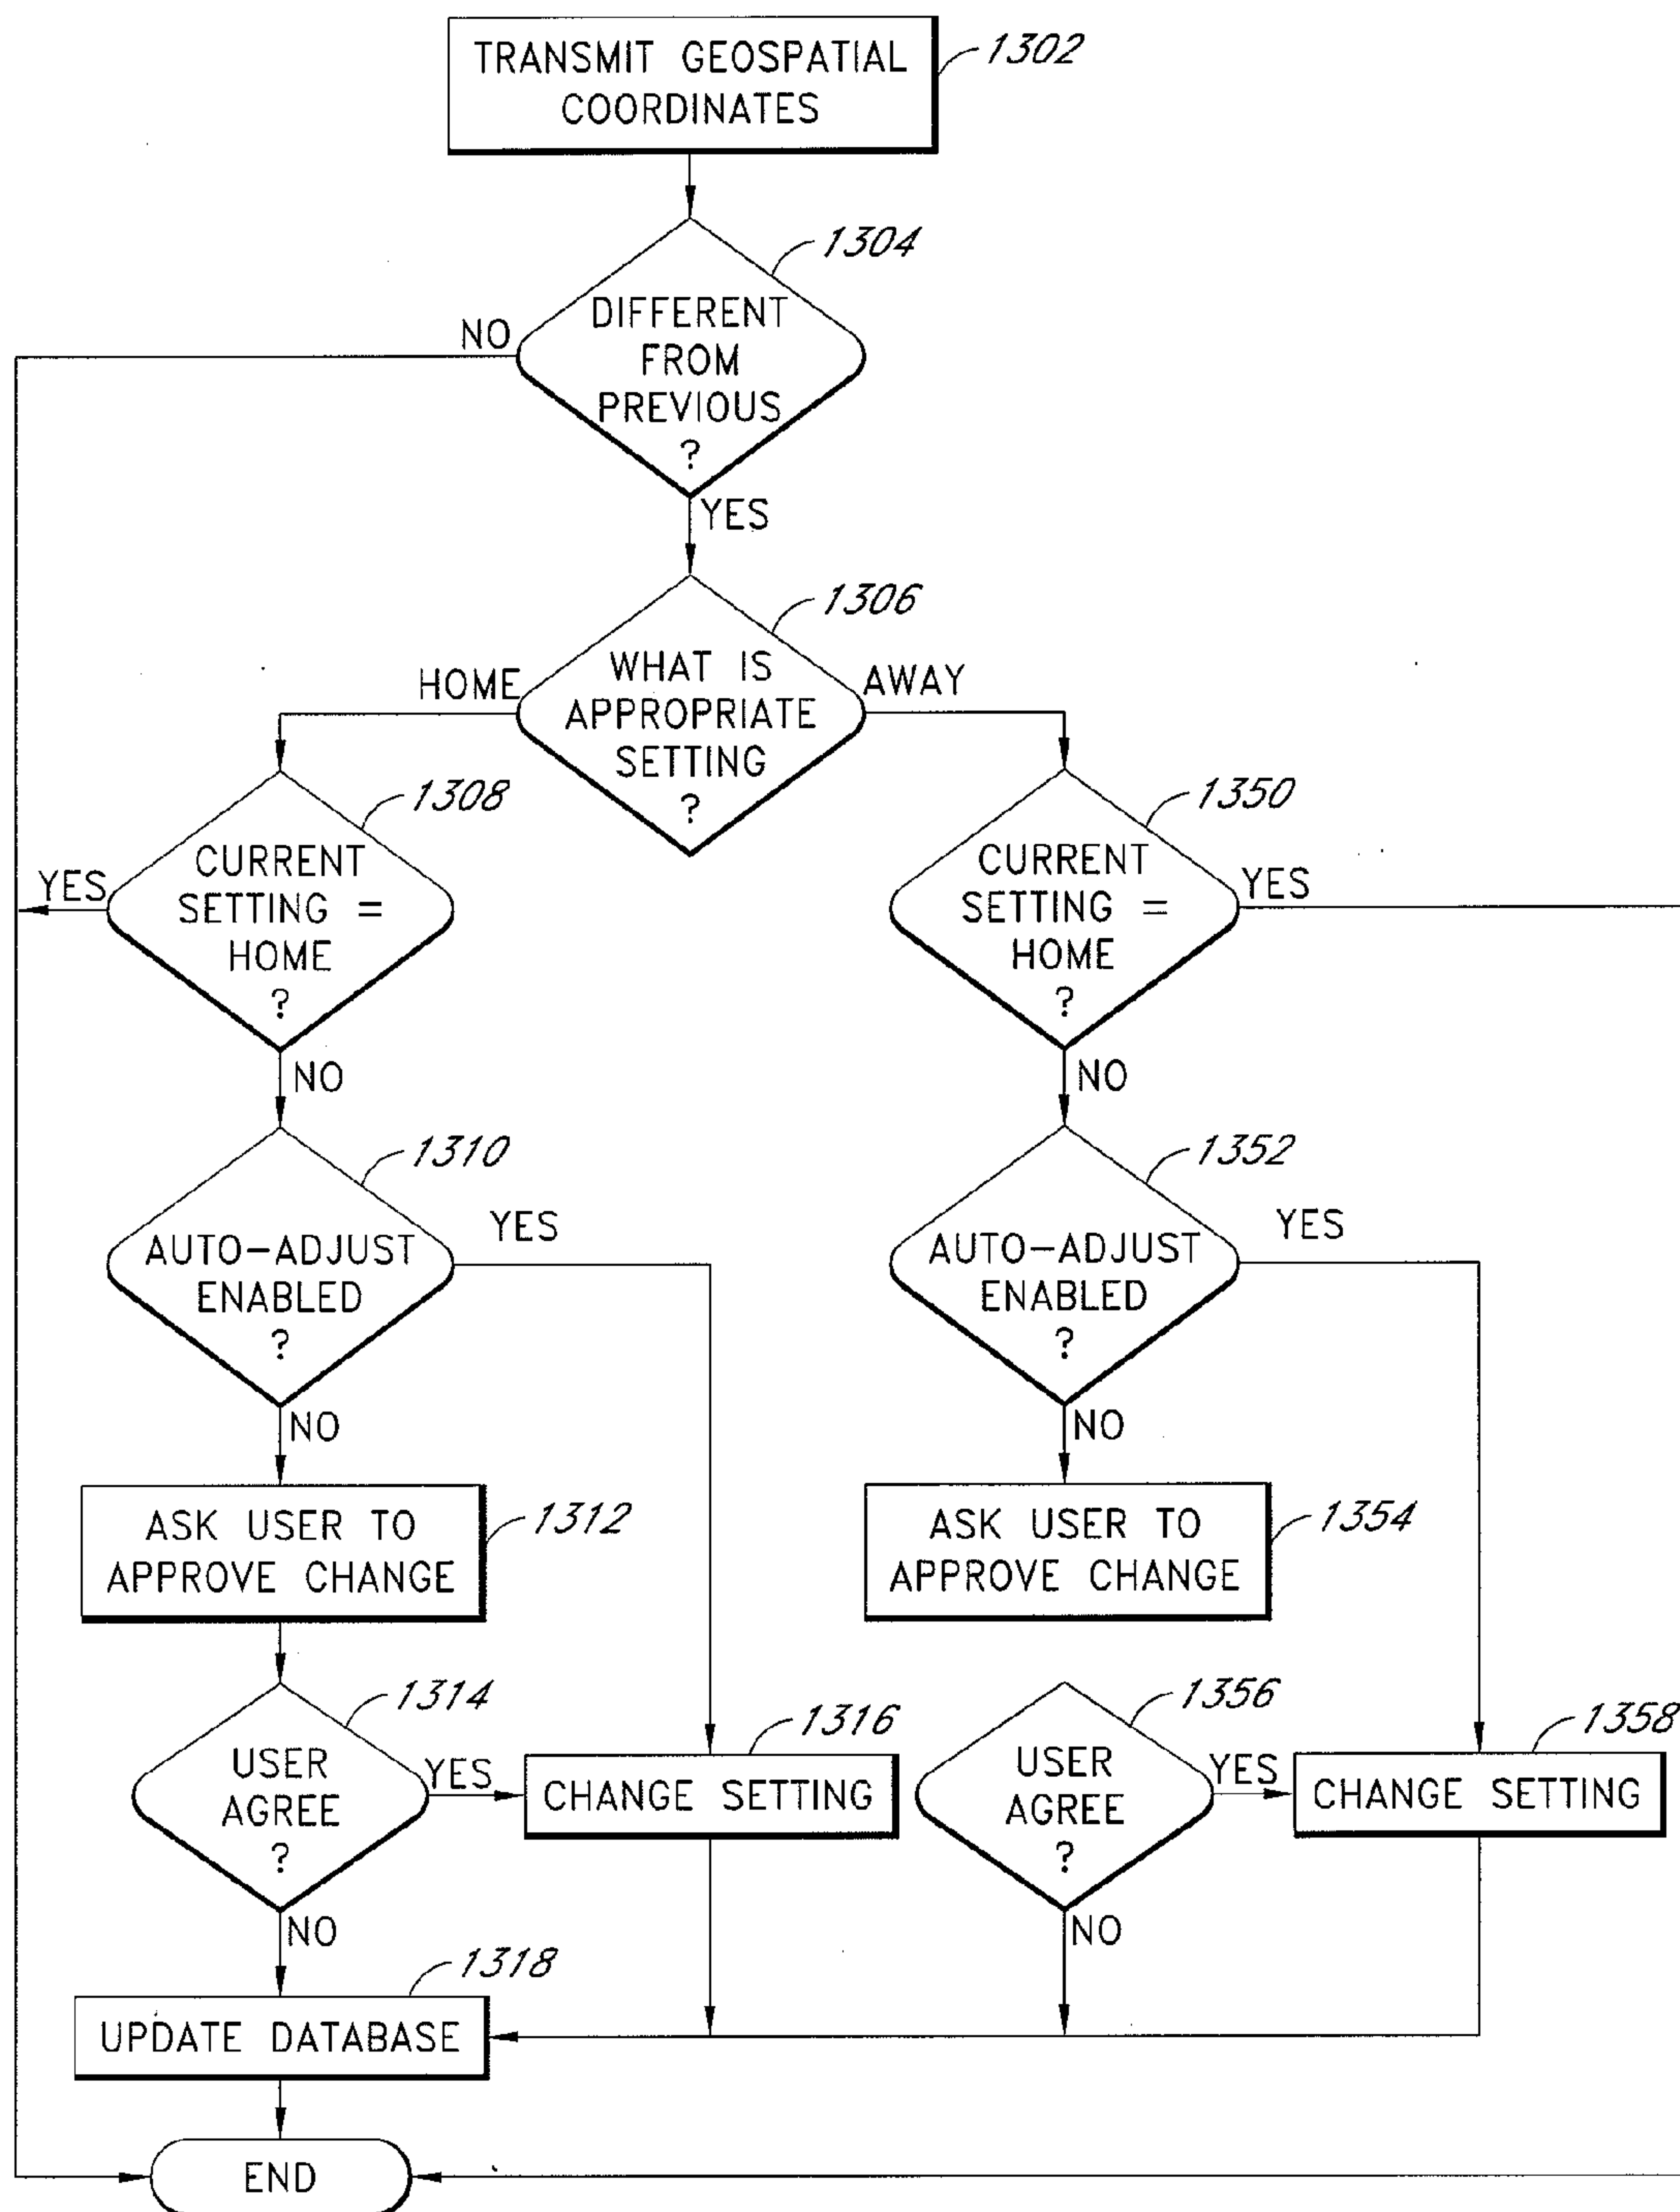 TRANSMIT GEOSPATIAL
COORDINATES
1302
1304
DIFFERENT
FROM
PREVIOUS
?
NO
YES
1306
WHAT IS
APPROPRIATE
SETTING
?
HOME
AWAY
1308
CURRENT
SETTING =
HOME
?
YES
NO
1350
CURRENT
SETTING =
HOME
?
YES
NO
1310
AUTO-ADJUST
ENABLED
?
YES
NO
1352
AUTO-ADJUST
ENABLED
?
YES
NO
ASK USER TO
APPROVE CHANGE
1312
ASK USER TO
APPROVE CHANGE
1354
1314
USER
AGREE
?
YES
NO
1316
CHANGE SETTING
1356
USER
AGREE
?
YES
NO
1358
CHANGE SETTING
1318
UPDATE DATABASE
END